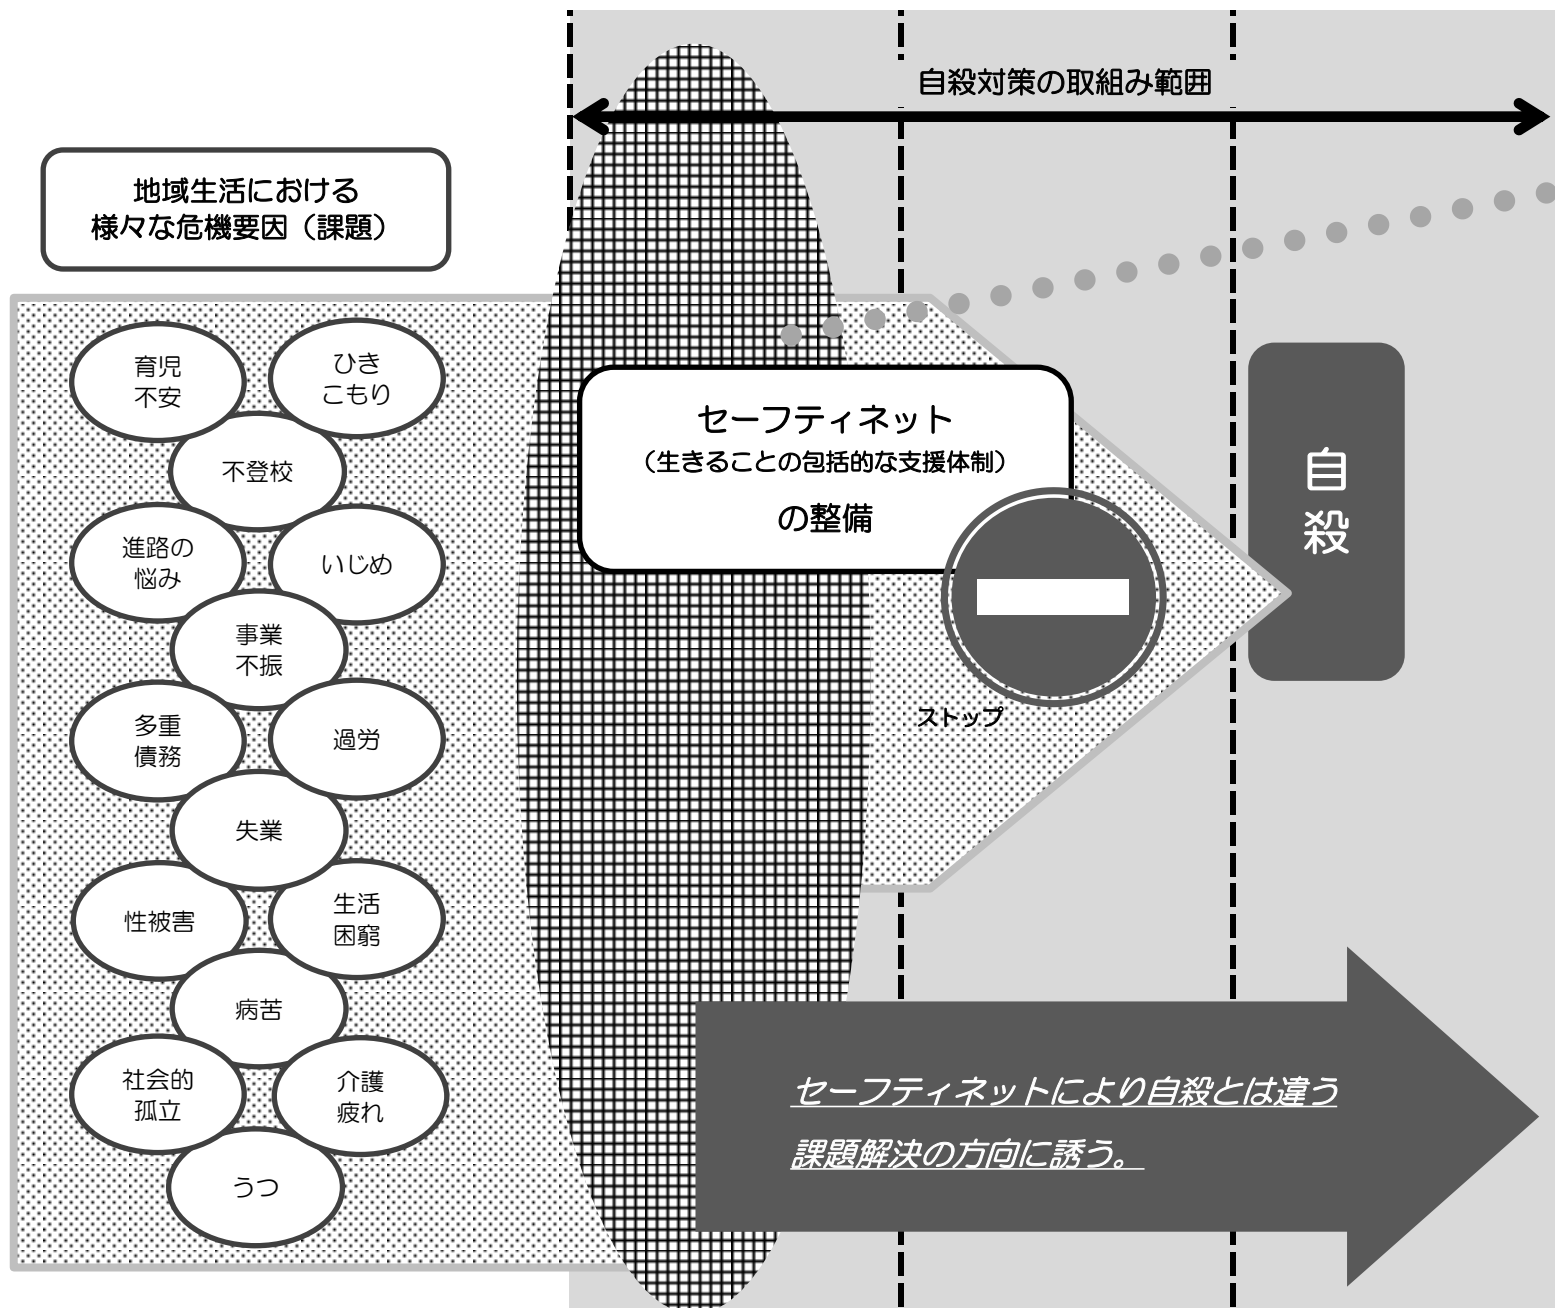 自殺対策の取組み範囲
地域生活における
様々な危機要因（課題）
育児
不安
ひき
こもり
不登校
進路の
悩み
いじめ
事業
不振
多重
債務
過労
失業
性被害
生活
困窮
病苦
社会的
孤立
介護
疲れ
うつ
セーフティネット
（生きることの包括的な支援体制）
の整備
ストップ
自
殺
セーフティネットにより自殺とは違う
課題解決の方向に誘う。